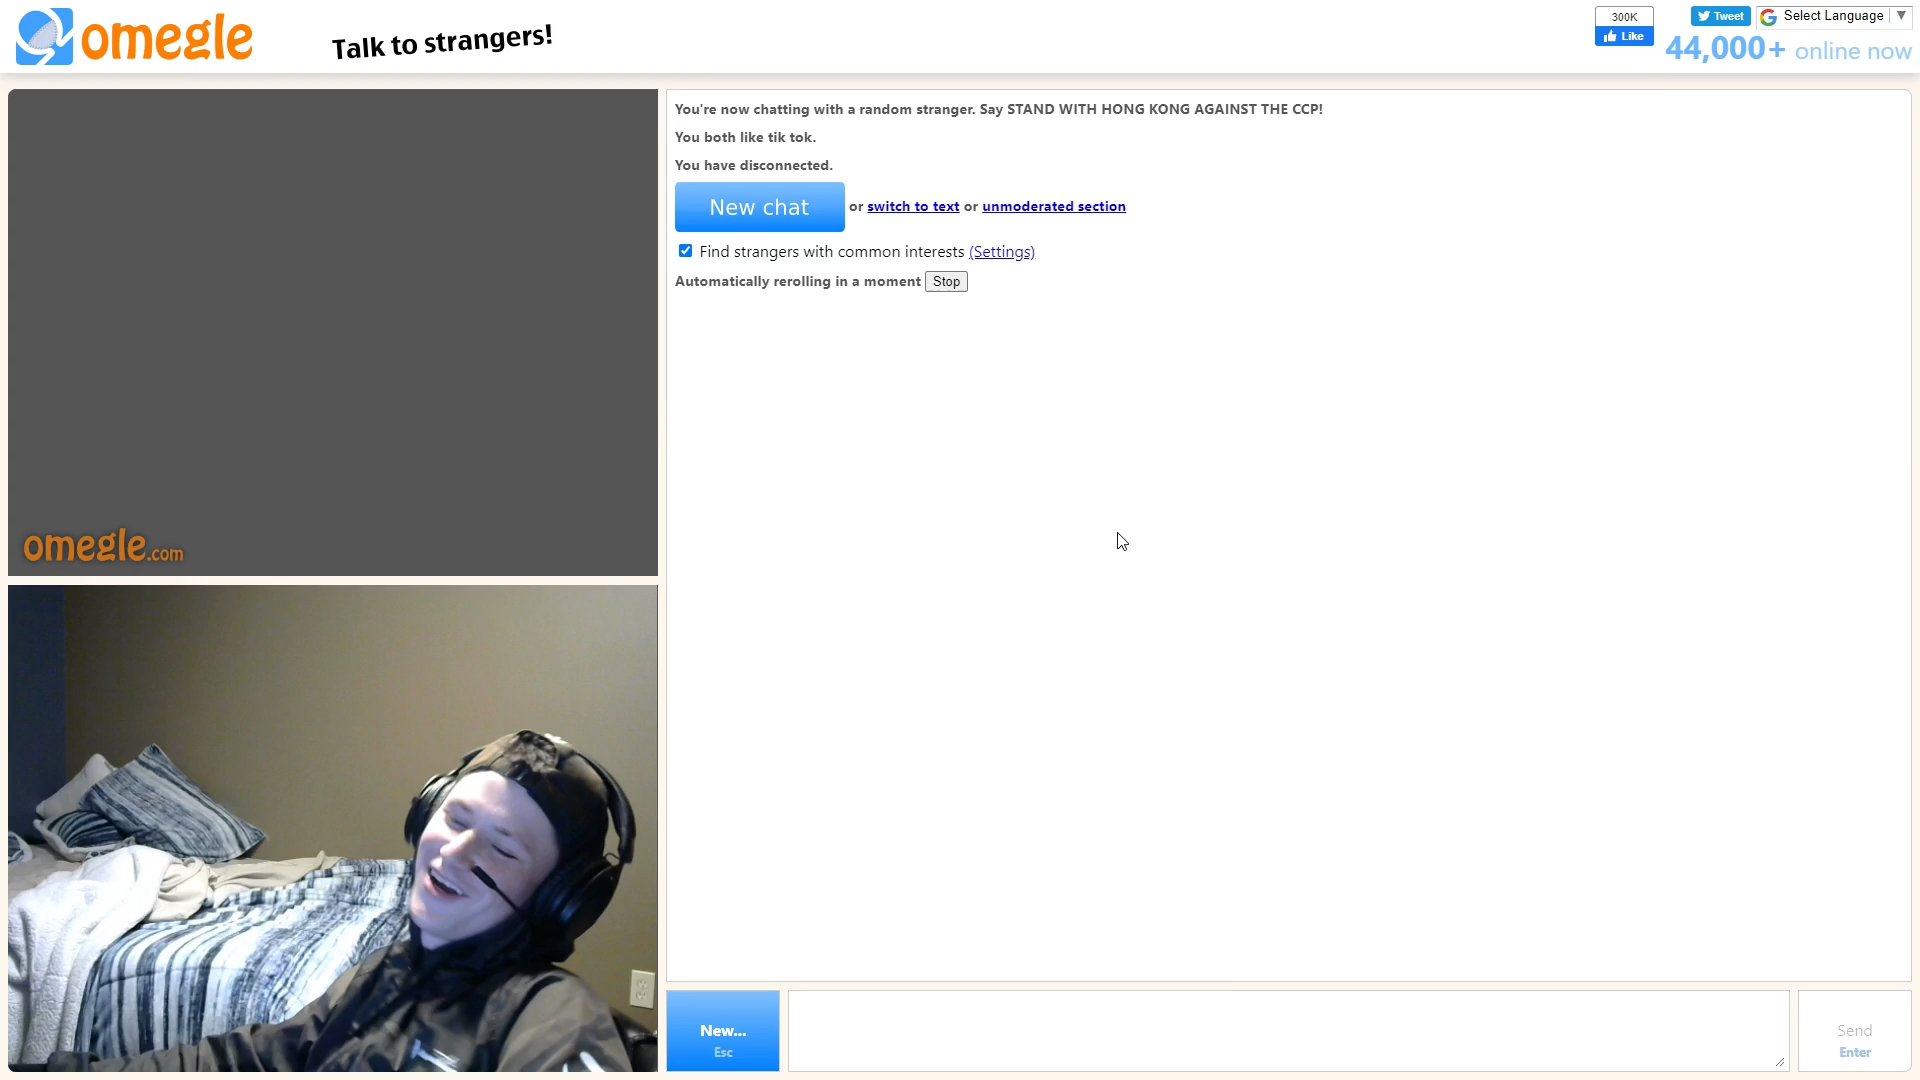 omegle
Talk to strangers!
300K
Like
Tweet
Select Language
44,000+ online now
You're now chatting with a random stranger. Say STAND WITH HONG KONG AGAINST THE CCP!
You both like tik tok.
You have disconnected.
New chat or switch to text or unmoderated section
Find strangers with common interests (Settings)
Automatically rerolling in a moment Stop
omegle.com
New...
Esc
Send
Enter